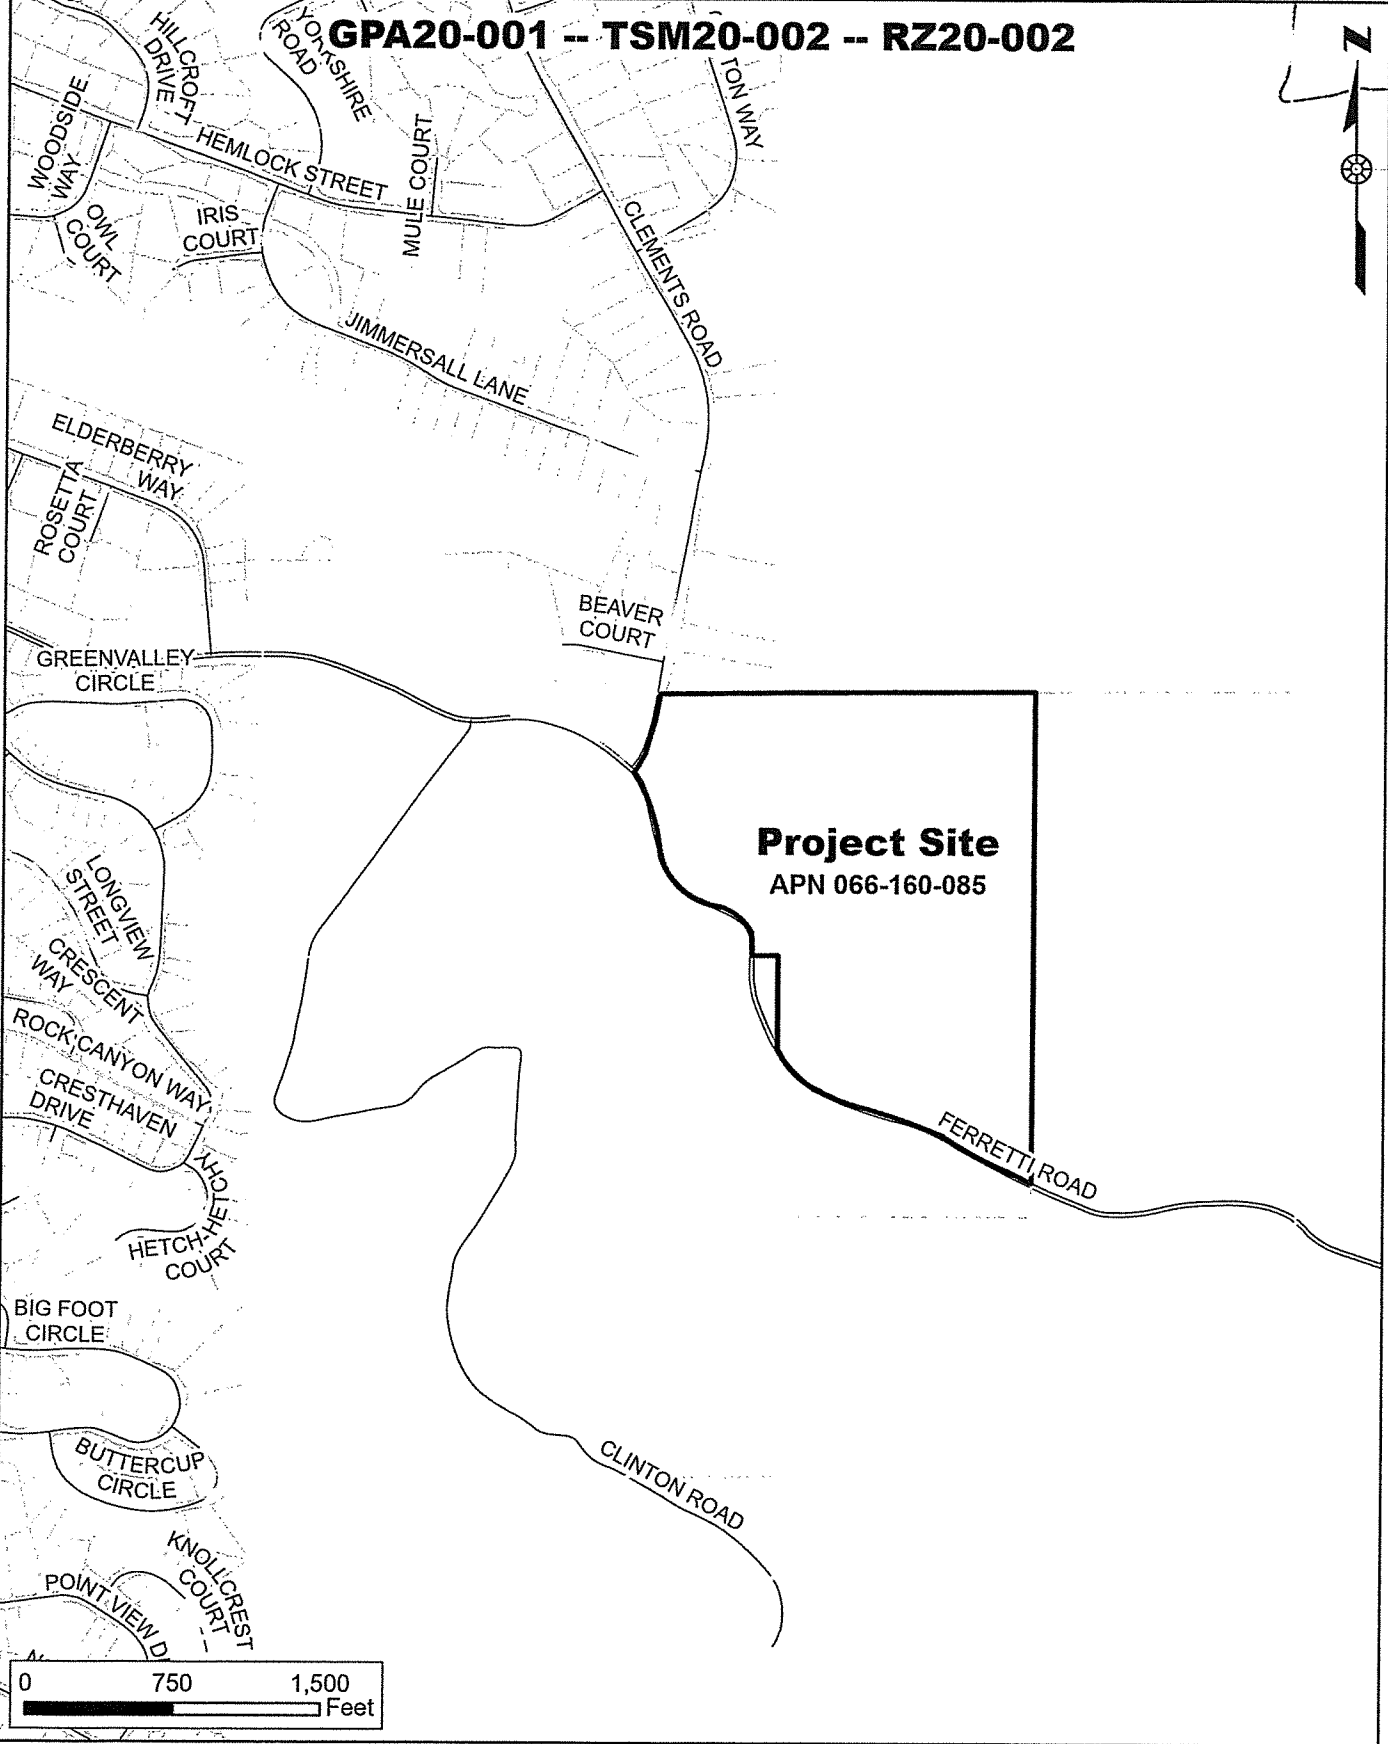 GPA20-001 -- TSM20-002 -- RZ20-002
N
HILLCROFT
DRIVE
YORKSHIRE
ROAD
TON WAY
WOODSIDE
WAY
HEMLOCK STREET
MULE COURT
OWL
COURT
IRIS
COURT
CLEMENTS ROAD
JIMMERSALL LANE
ELDERBERRY
WAY
ROSETTA
COURT
BEAVER
COURT
GREENVALLEY
CIRCLE
Project Site
APN 066-160-085
LONGVIEW
STREET
CRESCENT
WAY
ROCK CANYON WAY
CRESTHAVEN
DRIVE
FERRETTI ROAD
HETCH-HETCHY
COURT
BIG FOOT
CIRCLE
BUTTERCUP
CIRCLE
CLINTON ROAD
KNOLLCREST
COURT
POINT VIEW D
0 750 1,500
Feet